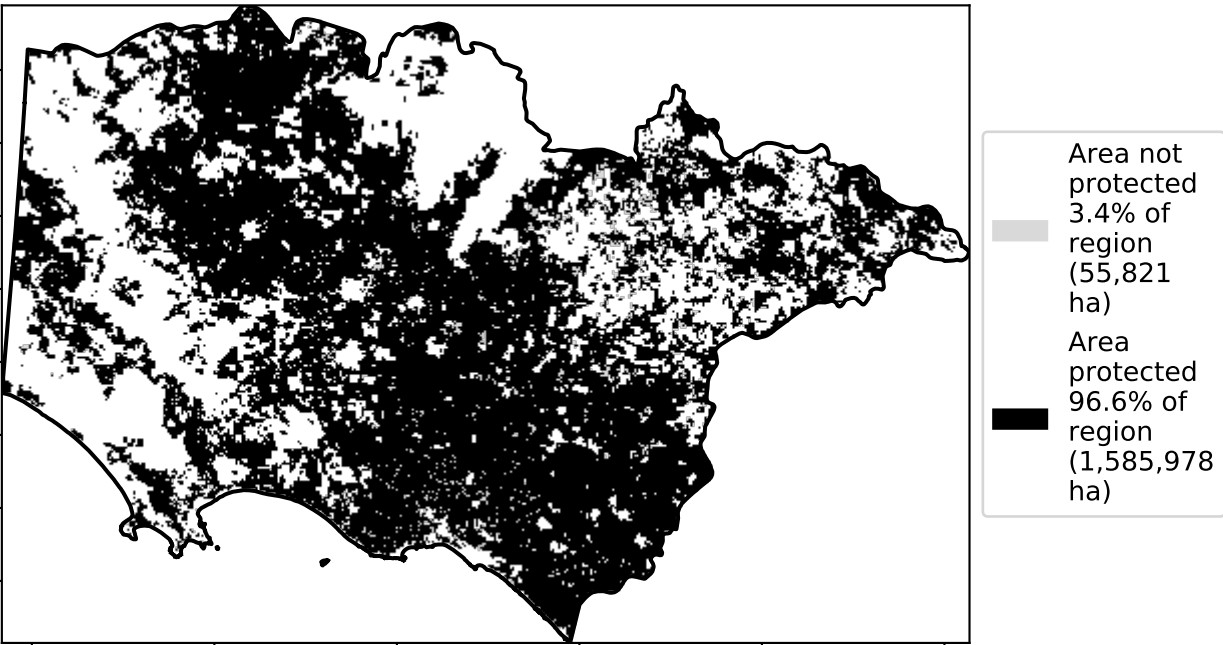 Area not
protected
3.4% of
region
(55,821
ha)
Area
protected
96.6% of
region
(1,585,978
ha)